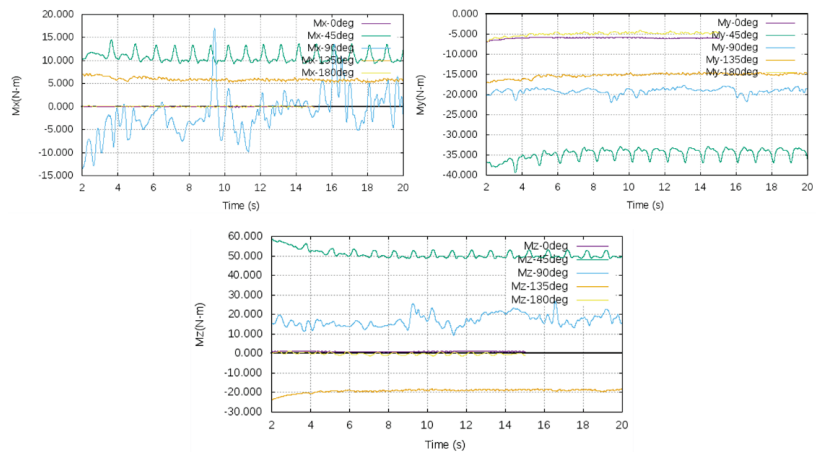 15.000
Mx-0deg
20.000
Mx-45deg
15.000
Mx-90deg
10.000
Mx-135deg
Mx-180deg
5.000
0.000
-5.000
-10.000
-15.000
Mx(N-m)
2 4 6 8 10 12 14 16 18 20
Time (s)
0.000
My-0deg
-5.000
My-45deg
My-90deg
-10.000
My-135deg
-15.000
My-180deg
-20.000
-25.000
-30.000
-35.000
-40.000
My(N-m)
2 4 6 8 10 12 14 16 18 20
Time (s)
60.000
Mz-0deg
50.000
Mz-45deg
Mz-90deg
40.000
Mz-135deg
30.000
Mz-180deg
20.000
10.000
0.000
-10.000
-20.000
-30.000
Mz(N-m)
2 4 6 8 10 12 14 16 18 20
Time (s)